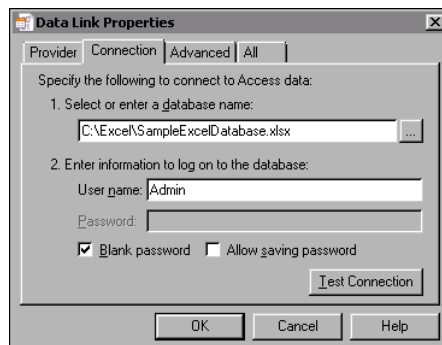 Data Link Properties
Provider Connection Advanced All
Specify the following to connect to Access data:
1. Select or enter a database name:
C:\Excel\SampleExcelDatabase.xlsx ...
2. Enter information to log on to the database:
User name: Admin
Password:
Blank password Allow saving password
Test Connection
OK Cancel Help